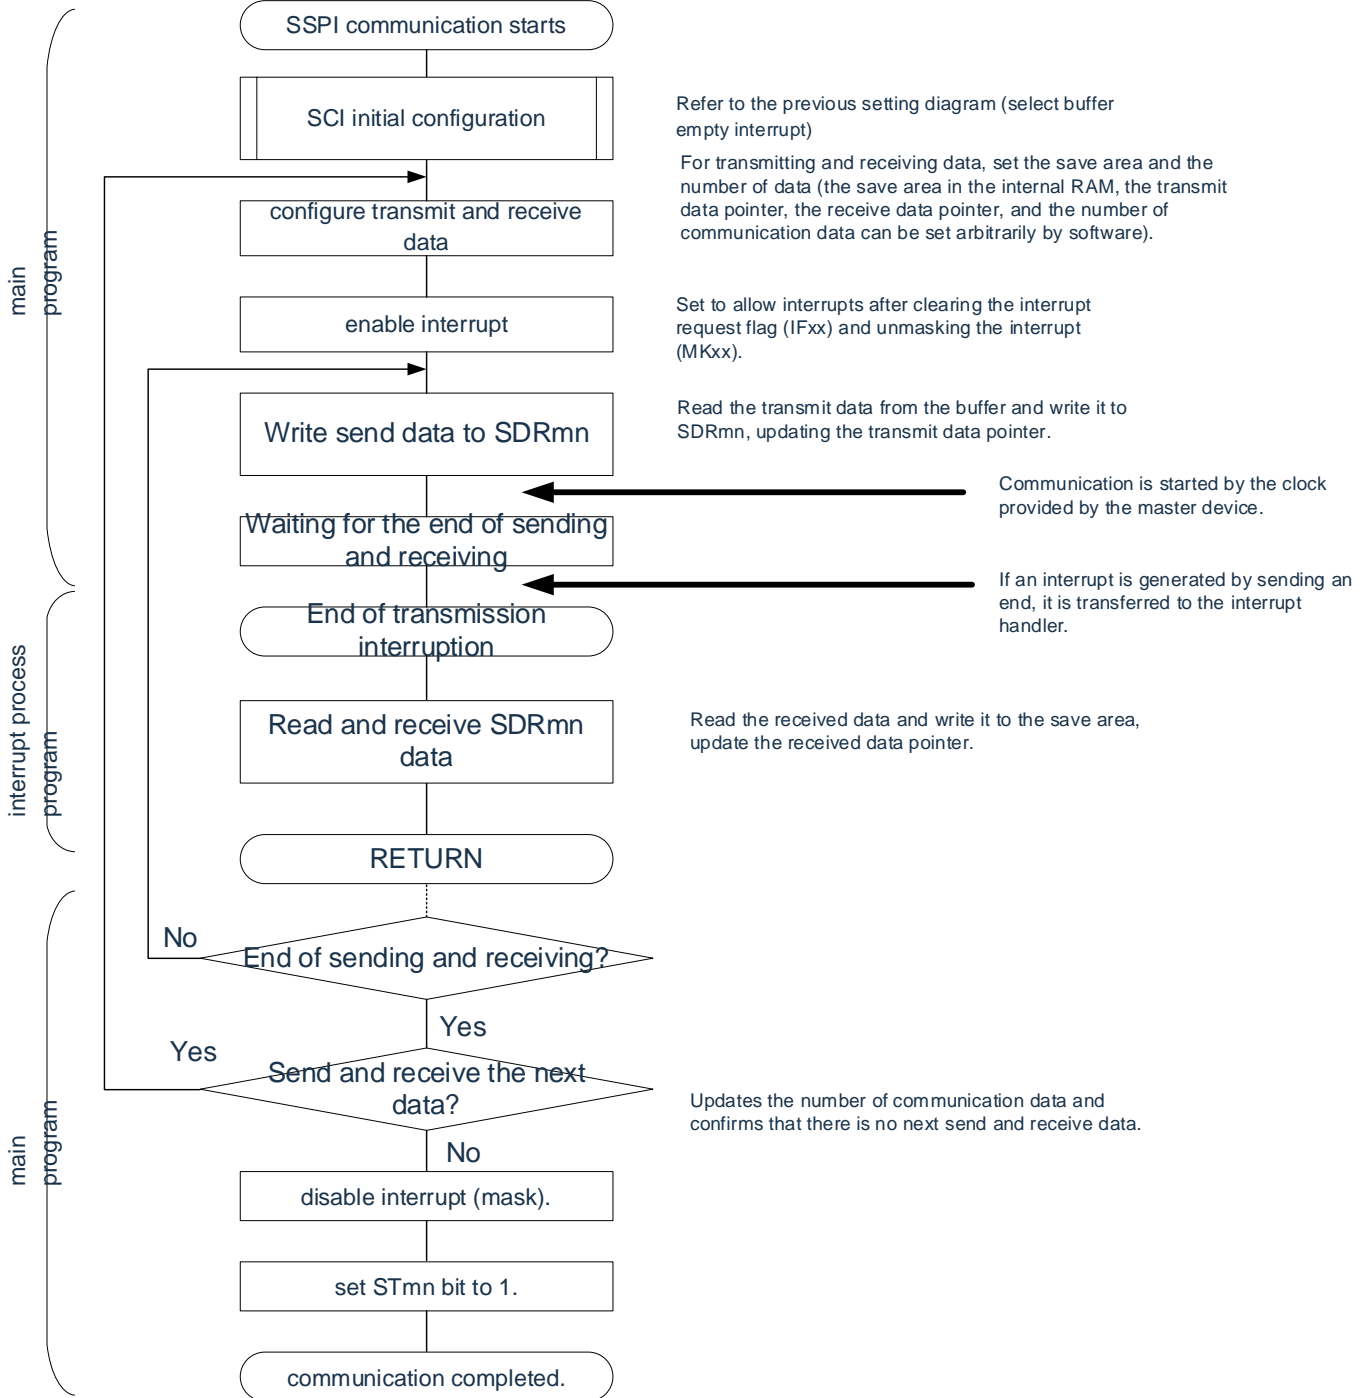 SSPI communication starts
SCI initial configuration
Refer to the previous setting diagram (select buffer
empty interrupt)
For transmitting and receiving data, set the save area and the
number of data (the save area in the internal RAM, the transmit
data pointer, the receive data pointer, and the number of
communication data can be set arbitrarily by software).
configure transmit and receive
data
main
program
enable interrupt
Set to allow interrupts after clearing the interrupt
request flag (IFxx) and unmasking the interrupt
(MKxx).
Write send data to SDRmn
Read the transmit data from the buffer and write it to
SDRmn, updating the transmit data pointer.
Communication is started by the clock
provided by the master device.
Waiting for the end of sending
and receiving
If an interrupt is generated by sending an
end, it is transferred to the interrupt
handler.
End of transmission
interruption
interrupt process
program
Read and receive SDRmn
data
Read the received data and write it to the save area,
update the received data pointer.
RETURN
No
End of sending and receiving?
Yes
Yes
Send and receive the next
data?
Updates the number of communication data and
confirms that there is no next send and receive data.
main
program
No
disable interrupt (mask).
set STmn bit to 1.
communication completed.